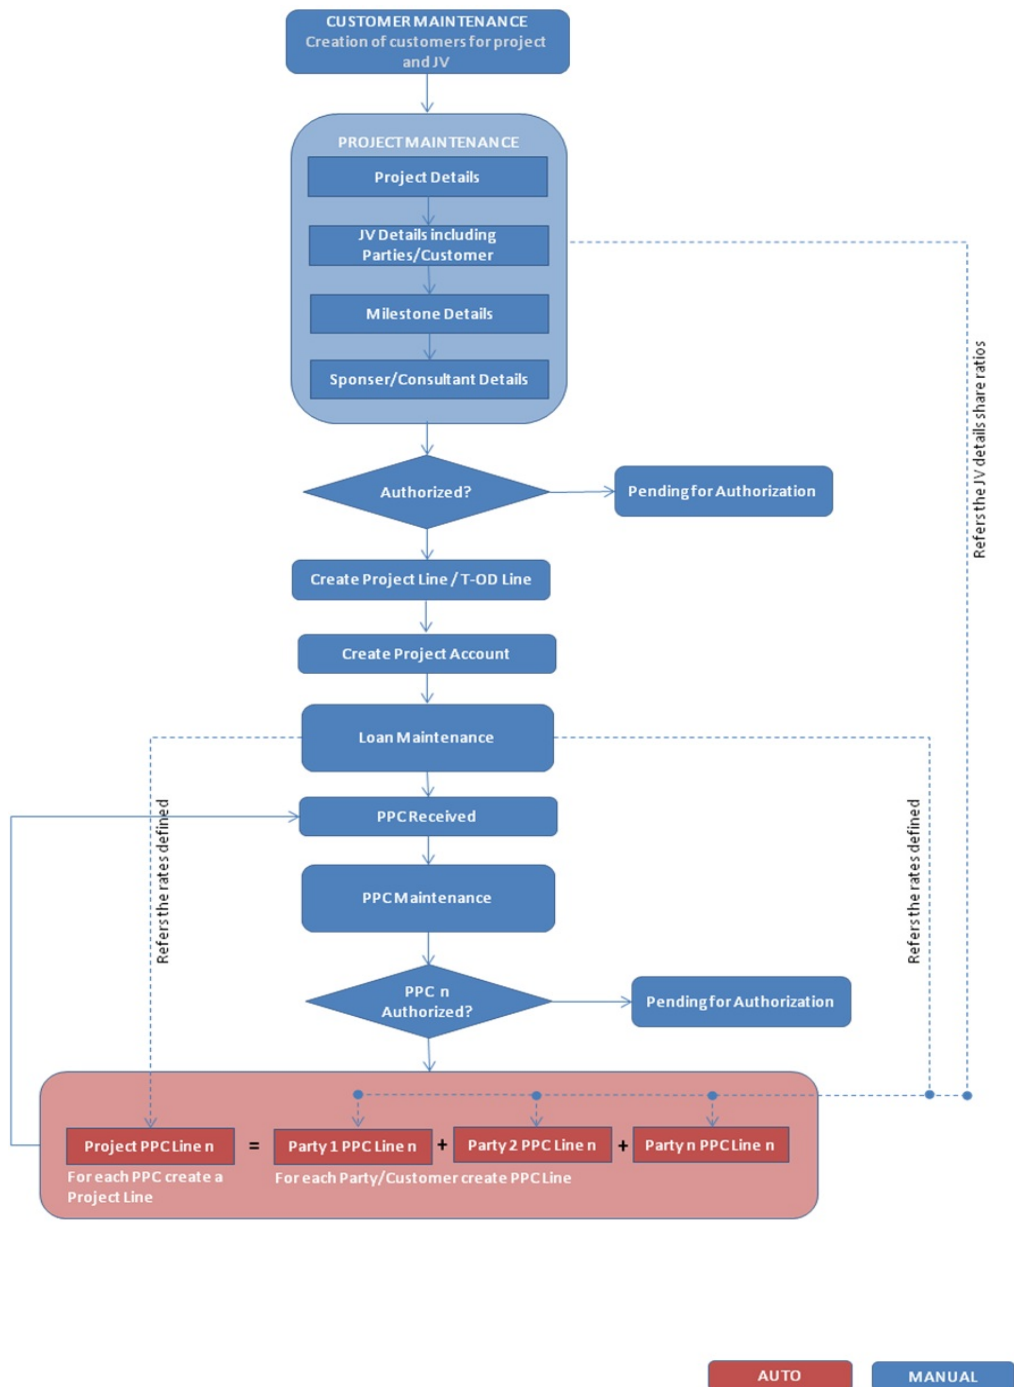 CUSTOMER MAINTENANCE
Creation of customers for project
and JV
PROJECT MAINTENANCE
Project Details
JV Details including
Parties/Customer
Milestone Details
Sponser/Consultant Details
Authorized?
Pending for Authorization
Refers the JV details share ratios
Create Project Line / T-OD Line
Create Project Account
Loan Maintenance
PPC Received
Refers the rates defined
Refers the rates defined
PPC Maintenance
PPC n
Authorized?
Pending for Authorization
Project PPC Line n = Party 1 PPC Line n + Party 2 PPC Line n + Party n PPC Line n
For each PPC create a
Project Line
For each Party/Customer create PPC Line
AUTO
MANUAL